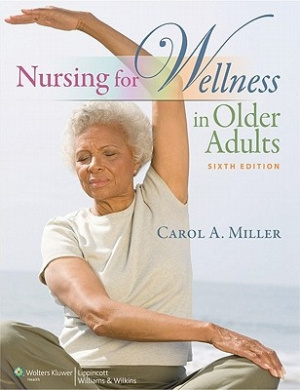 Nursing for Wellness
in Older
Adults
SIXTH EDITION
CAROL A. MILLER
Wolters Kluwer
Health
Lippincott
Williams & Wilkins